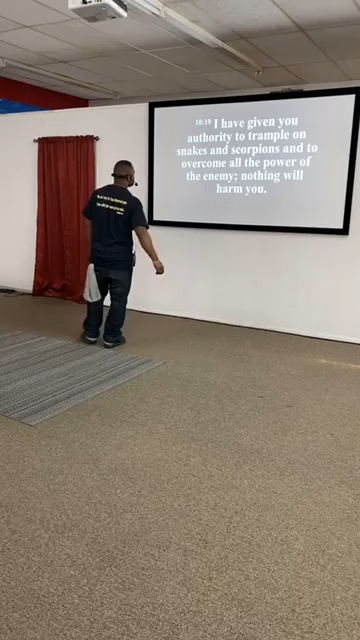 10:19 I have given you
authority to trample on
snakes and scorpions and to
overcome all the power of
the enemy; nothing will
harm you.